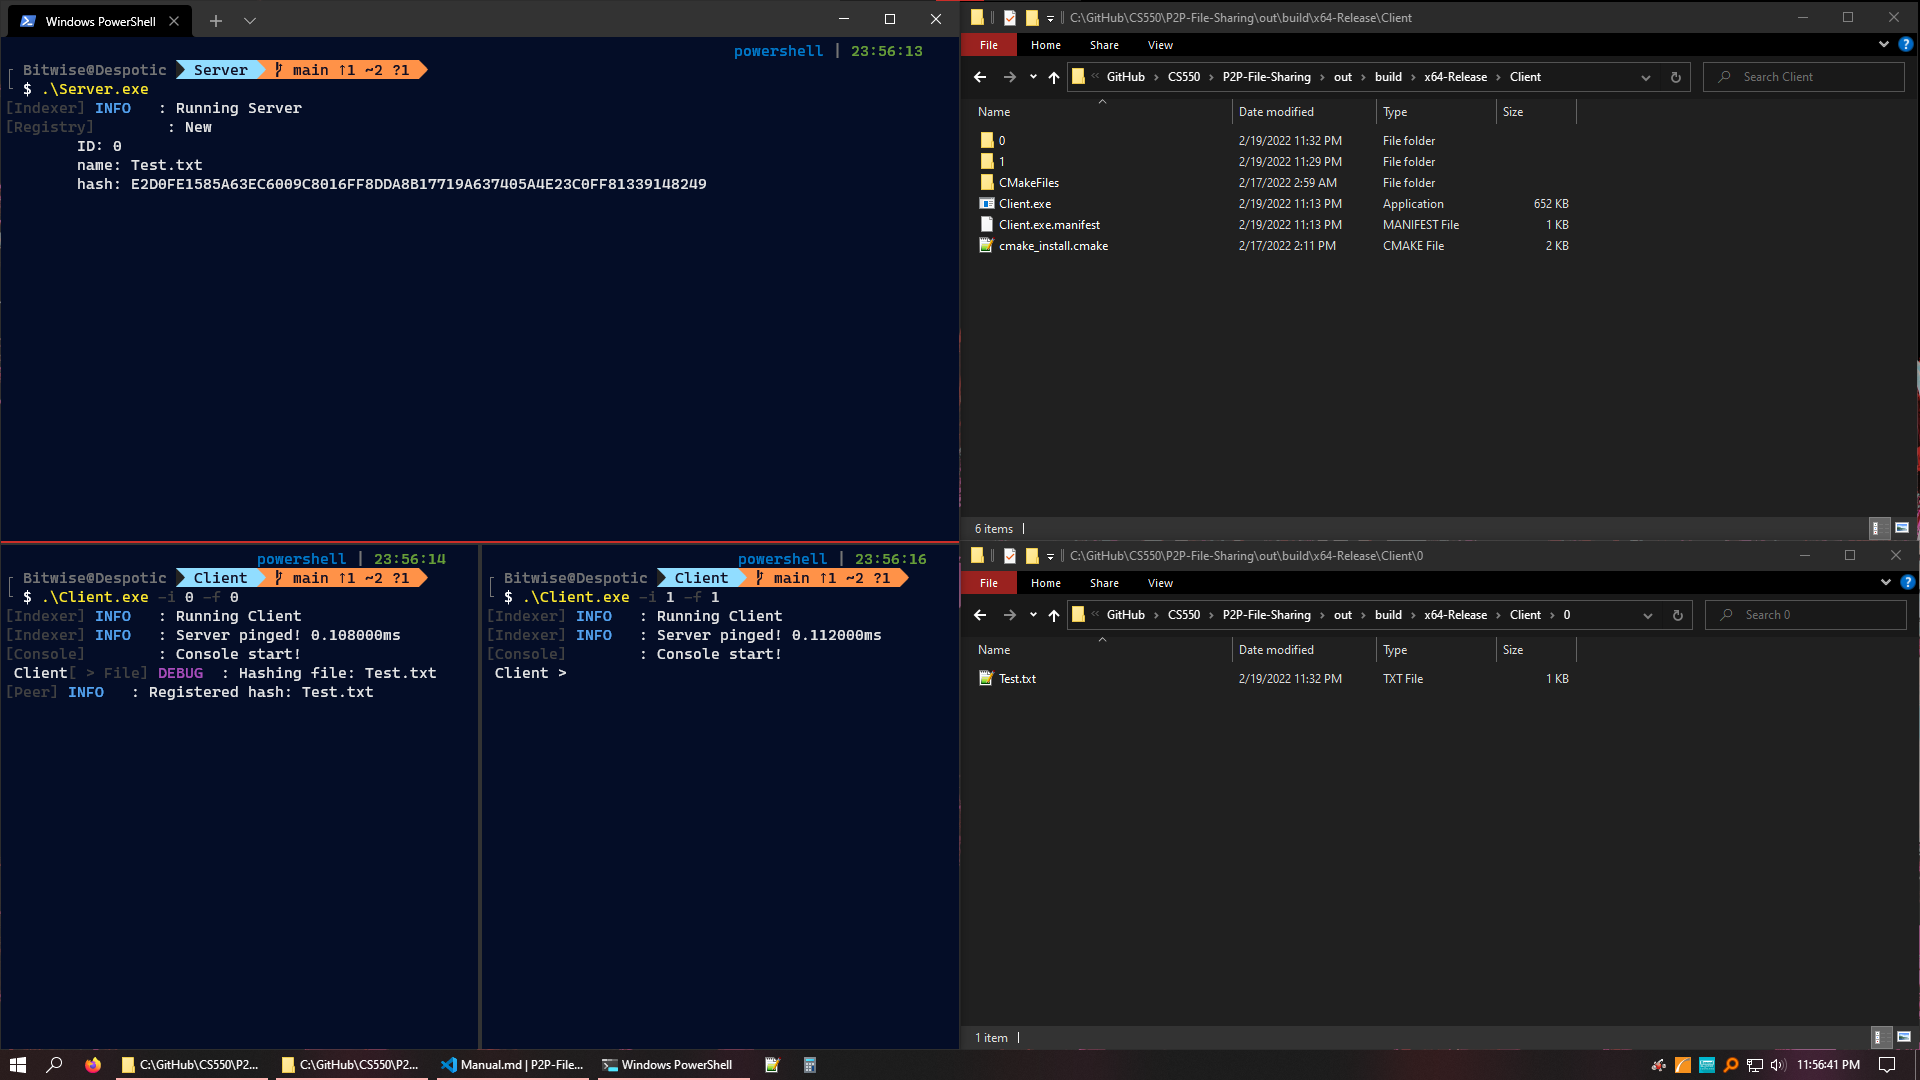 Windows PowerShell
powershell | 23:56:13
Bitwise@Despotic Server main ↑1 ~2 ?1
$ .\Server.exe
[Indexer] INFO : Running Server
[Registry] : New
ID: 0
name: Test.txt
hash: E2D0FE1585A63EC6009C8016FF8DDA8B17719A637405A4E23C0FF81339148249
powershell | 23:56:14
Bitwise@Despotic Client main ↑1 ~2 ?1
$ .\Client.exe -i 0 -f 0
[Indexer] INFO : Running Client
[Indexer] INFO : Server pinged! 0.108000ms
[Console] : Console start!
Client[ > File] DEBUG : Hashing file: Test.txt
[Peer] INFO : Registered hash: Test.txt
powershell | 23:56:16
Bitwise@Despotic Client main ↑1 ~2 ?1
$ .\Client.exe -i 1 -f 1
[Indexer] INFO : Running Client
[Indexer] INFO : Server pinged! 0.112000ms
[Console] : Console start!
Client >
C:\GitHub\CS550\P2P-File-Sharing\out\build\x64-Release\Client
File Home Share View
« GitHub › CS550 › P2P-File-Sharing › out › build › x64-Release › Client
Search Client
Name Date modified Type Size
0 2/19/2022 11:32 PM File folder
1 2/19/2022 11:29 PM File folder
CMakeFiles 2/17/2022 2:59 AM File folder
Client.exe 2/19/2022 11:13 PM Application 652 KB
Client.exe.manifest 2/19/2022 11:13 PM MANIFEST File 1 KB
cmake_install.cmake 2/17/2022 2:11 PM CMAKE File 2 KB
6 items
C:\GitHub\CS550\P2P-File-Sharing\out\build\x64-Release\Client\0
File Home Share View
« GitHub › CS550 › P2P-File-Sharing › out › build › x64-Release › Client › 0
Search 0
Name Date modified Type Size
Test.txt 2/19/2022 11:32 PM TXT File 1 KB
1 item
C:\GitHub\CS550\P2... C:\GitHub\CS550\P2... Manual.md | P2P-File... Windows PowerShell 11:56:41 PM